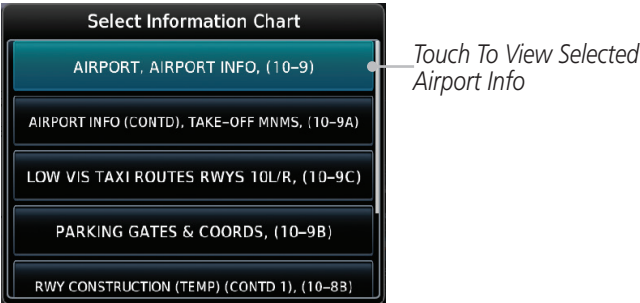 Select Information Chart
AIRPORT, AIRPORT INFO, (10–9)
Touch To View Selected
Airport Info
AIRPORT INFO (CONTD), TAKE–OFF MNMS, (10–9A)
LOW VIS TAXI ROUTES RWYS 10L/R, (10–9C)
PARKING GATES & COORDS, (10–9B)
RWY CONSTRUCTION (TEMP) (CONTD 1), (10–8B)